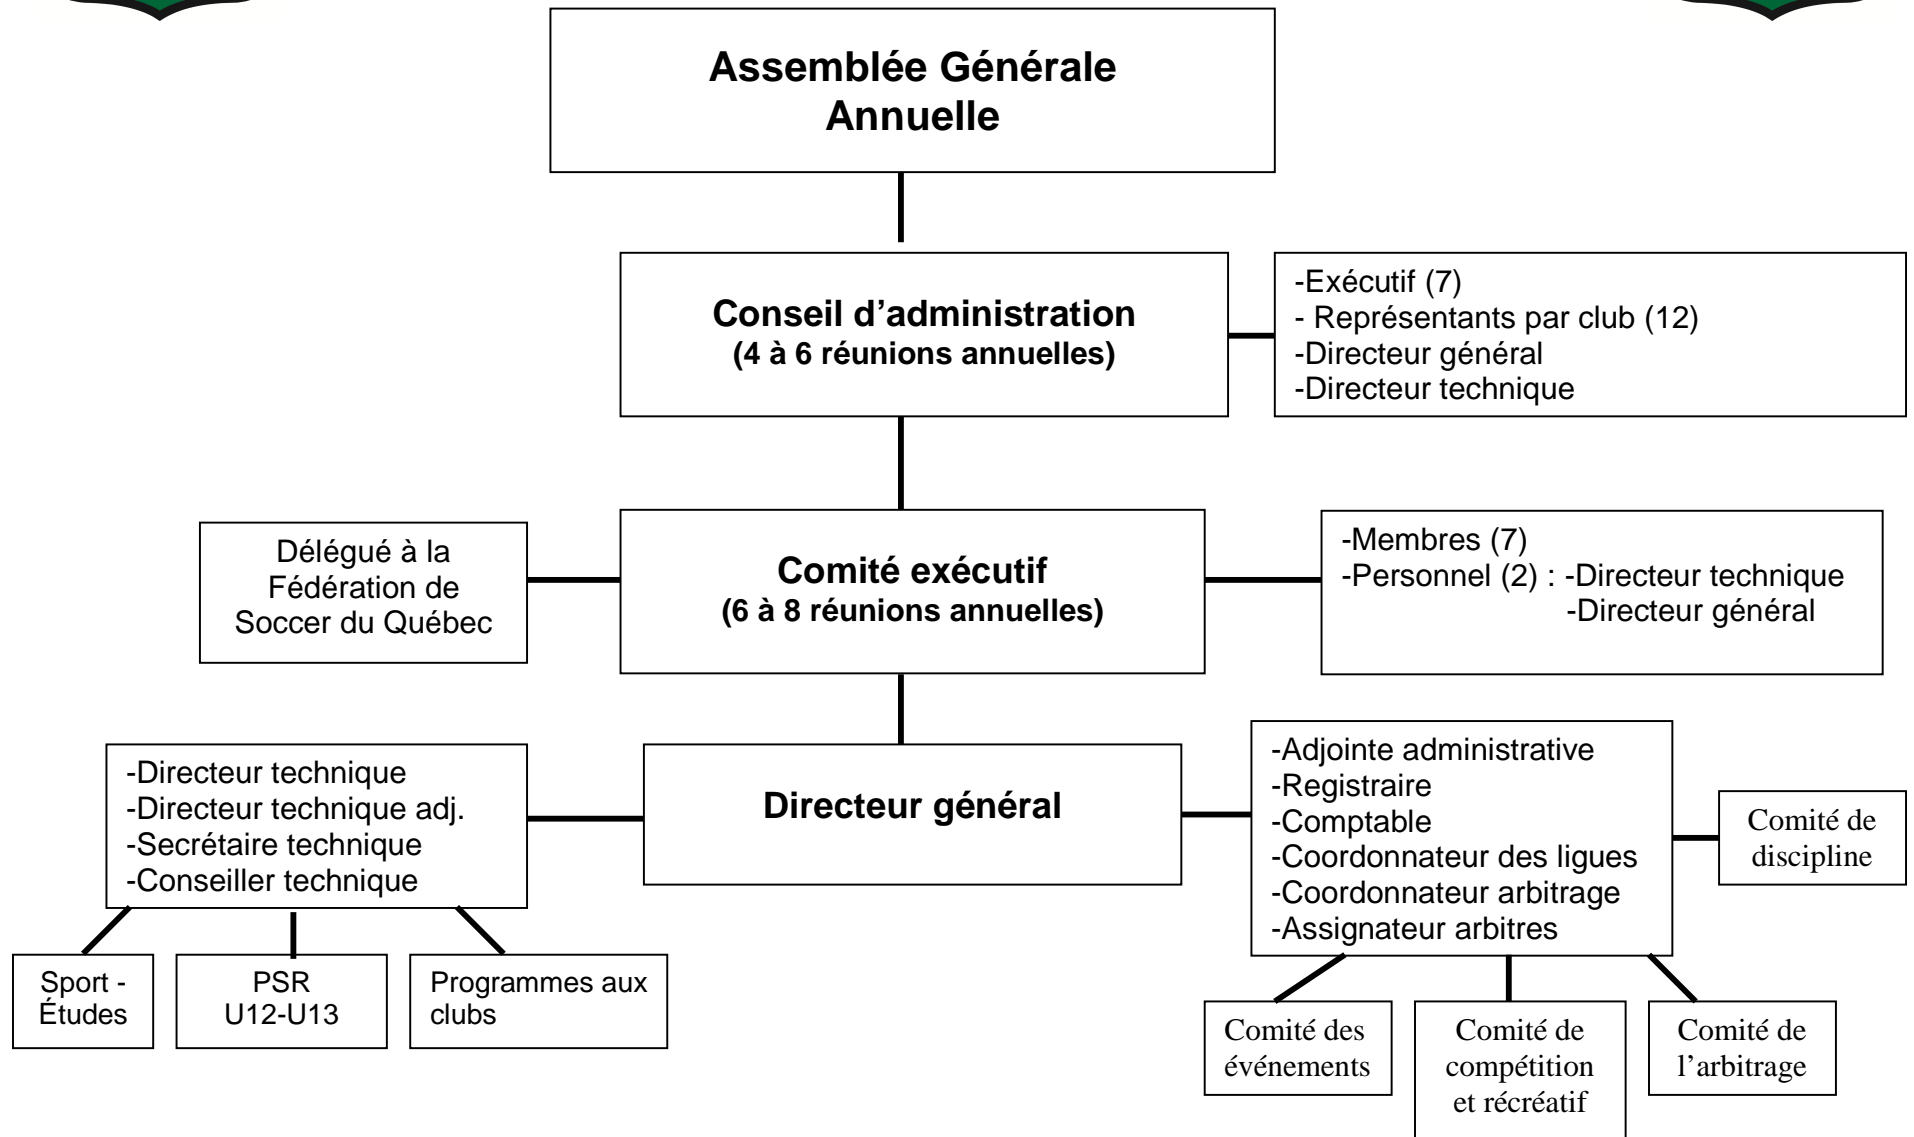 Assemblée Générale
Annuelle
Conseil d’administration
(4 à 6 réunions annuelles)
-Exécutif (7)
- Représentants par club (12)
-Directeur général
-Directeur technique
Délégué à la
Fédération de
Soccer du Québec
Comité exécutif
(6 à 8 réunions annuelles)
-Membres (7)
-Personnel (2) : -Directeur technique
-Directeur général
-Directeur technique
-Directeur technique adj.
-Secrétaire technique
-Conseiller technique
Directeur général
-Adjointe administrative
-Registraire
-Comptable
-Coordonnateur des ligues
-Coordonnateur arbitrage
-Assignateur arbitres
Comité de
discipline
Sport -
Études
PSR
U12-U13
Programmes aux
clubs
Comité des
événements
Comité de
compétition
et récréatif
Comité de
l’arbitrage